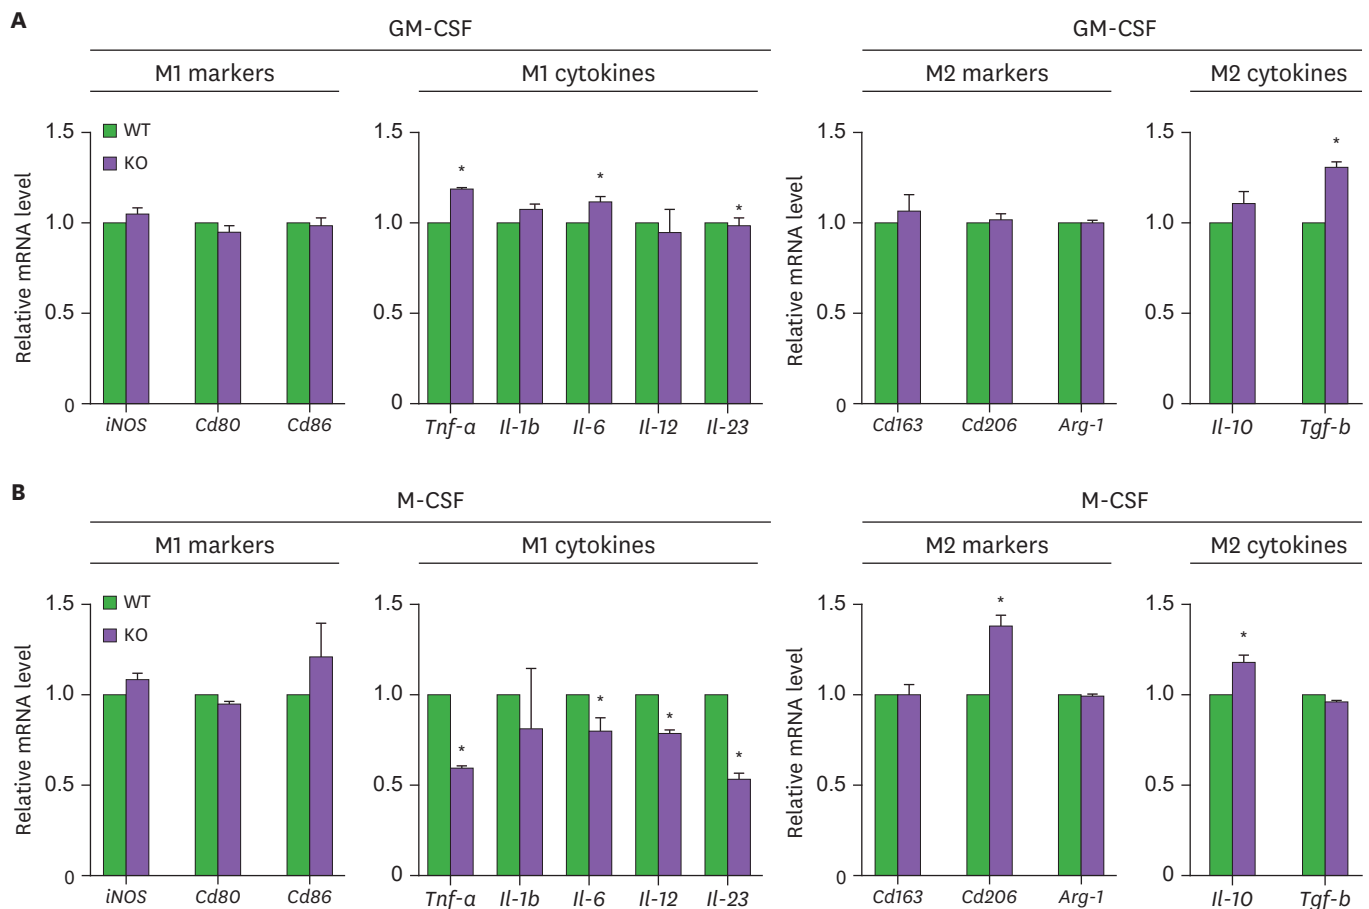 A
GM-CSF
GM-CSF
M1 markers
M1 cytokines
M2 markers
M2 cytokines
WT
KO
Relative mRNA level
1.5
1.0
0.5
0
iNOS
Cd80
Cd86
1.5
1.0
0.5
0
*
*
*
Tnf-α
Il-1b
Il-6
Il-12
Il-23
Relative mRNA level
1.5
1.0
0.5
0
Cd163
Cd206
Arg-1
1.5
1.0
0.5
0
*
Il-10
Tgf-b
B
M-CSF
M-CSF
M1 markers
M1 cytokines
M2 markers
M2 cytokines
WT
KO
Relative mRNA level
1.5
1.0
0.5
0
iNOS
Cd80
Cd86
1.5
1.0
0.5
0
*
*
*
*
Tnf-α
Il-1b
Il-6
Il-12
Il-23
Relative mRNA level
1.5
1.0
0.5
0
*
Cd163
Cd206
Arg-1
1.5
1.0
0.5
0
*
Il-10
Tgf-b